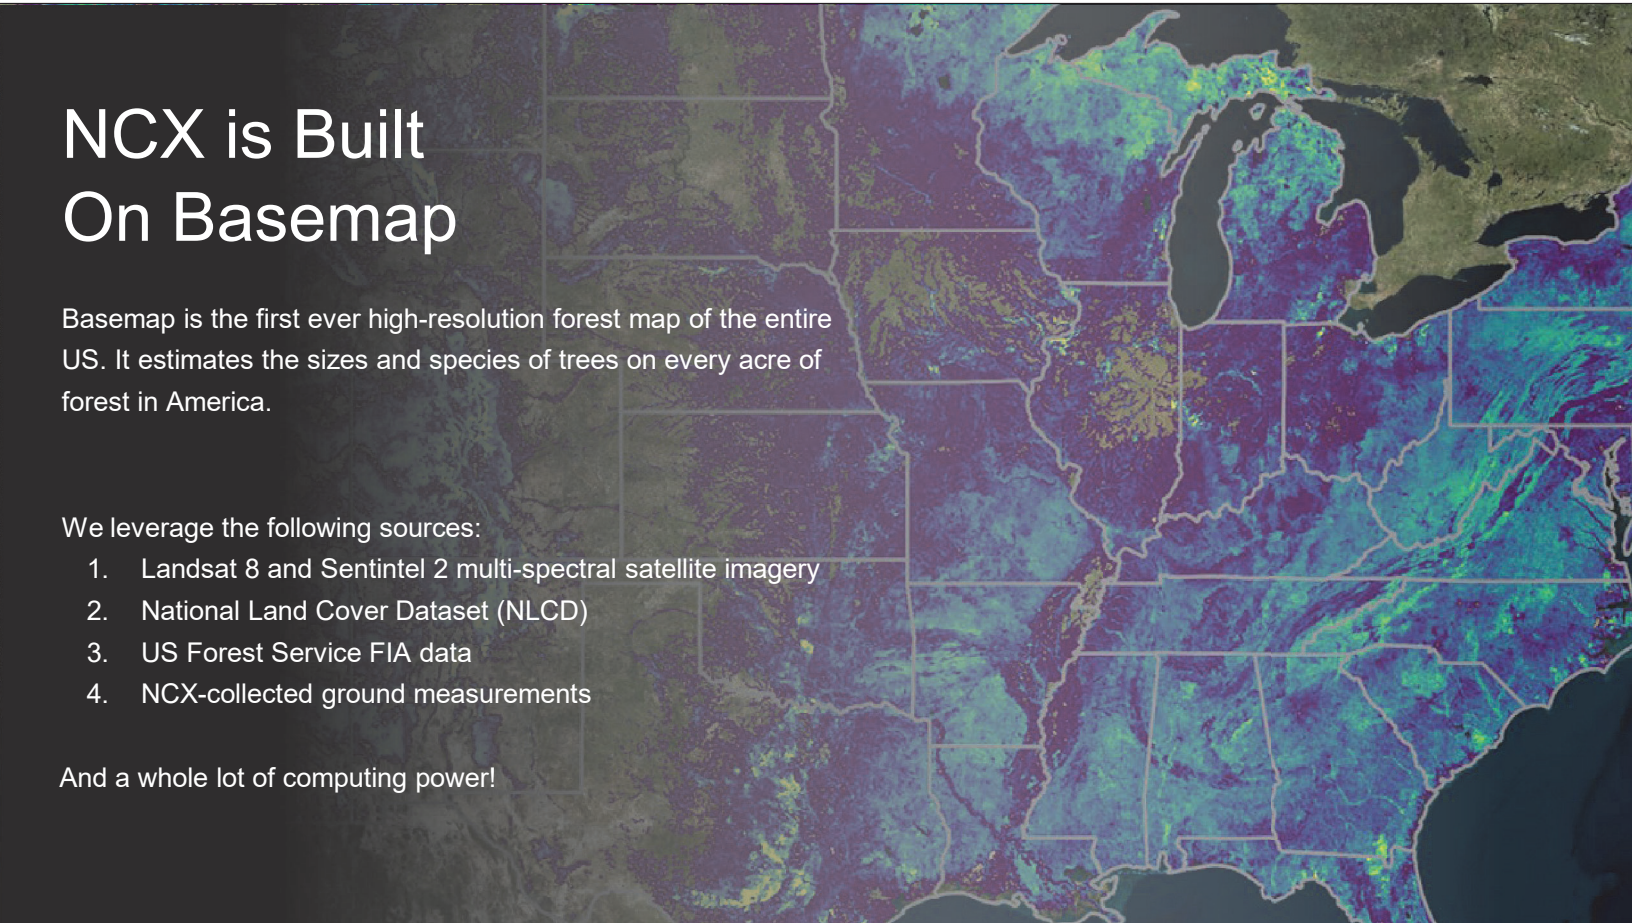 NCX is Built
On Basemap
Basemap is the first ever high-resolution forest map of the entire
US. It estimates the sizes and species of trees on every acre of
forest in America.
We leverage the following sources:
1. Landsat 8 and Sentintel 2 multi-spectral satellite imagery
2. National Land Cover Dataset (NLCD)
3. US Forest Service FIA data
4. NCX-collected ground measurements
And a whole lot of computing power!